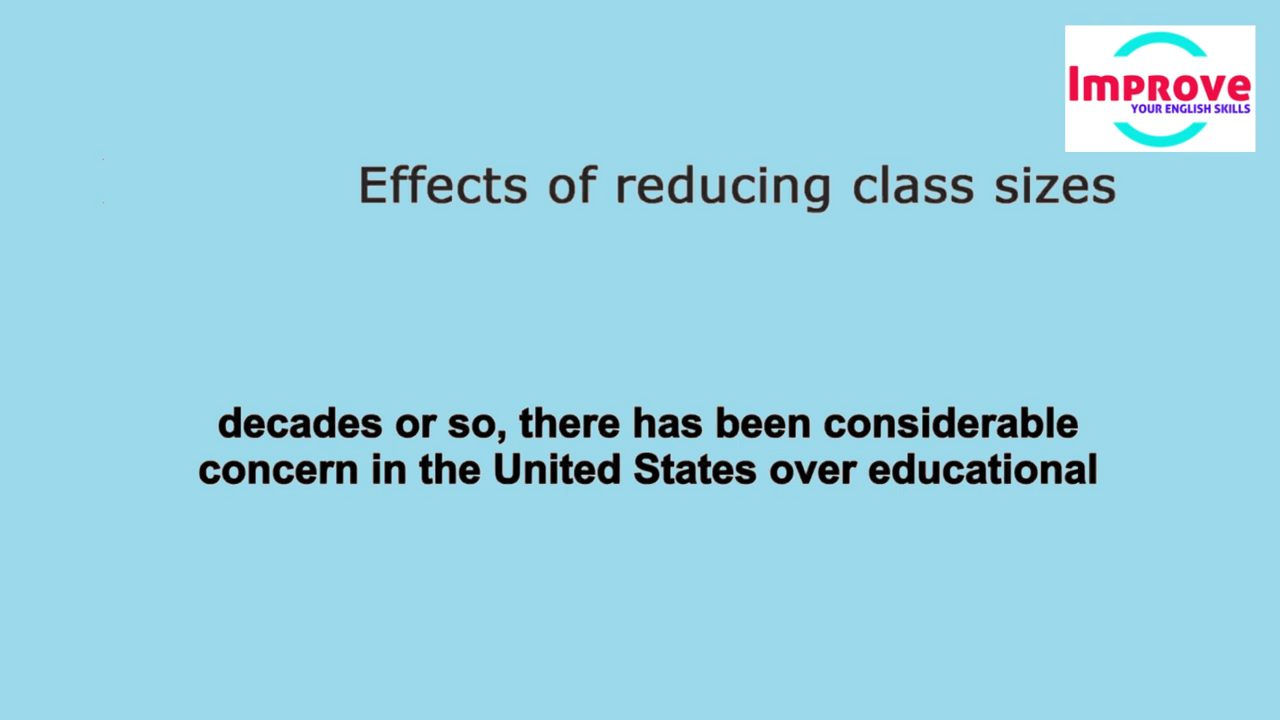 Improve
YOUR ENGLISH SKILLS
Effects of reducing class sizes
decades or so, there has been considerable
concern in the United States over educational